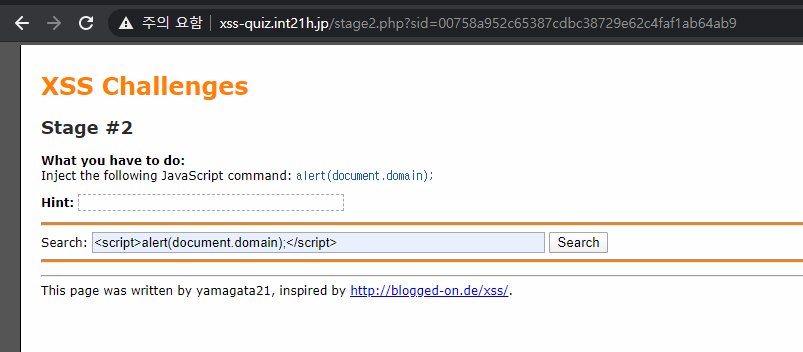 주의 요함 | xss-quiz.int21h.jp/stage2.php?sid=00758a952c65387cdbc38729e62c4faf1ab64ab9
XSS Challenges
Stage #2
What you have to do:
Inject the following JavaScript command: alert(document.domain);
Hint:
Search: <script>alert(document.domain);</script> Search
This page was written by yamagata21, inspired by http://blogged-on.de/xss/.